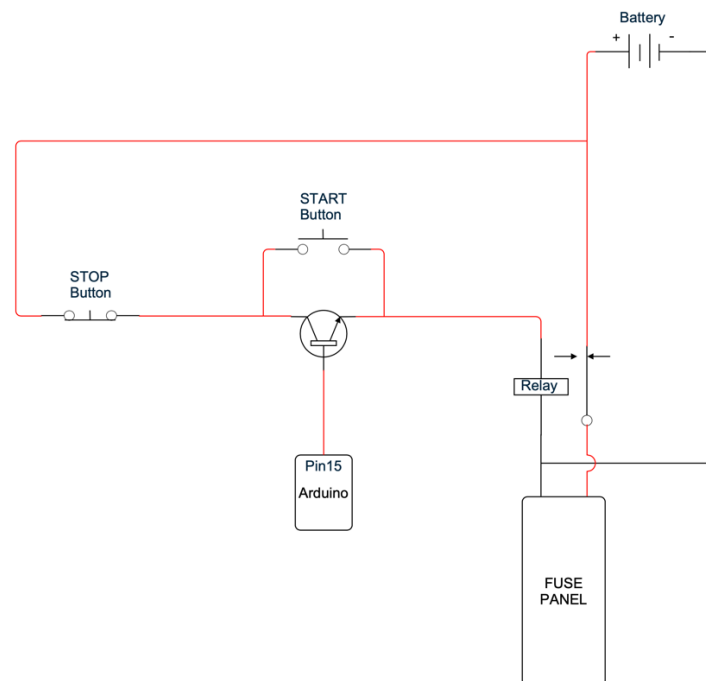 Battery
+ -
START
Button
STOP
Button
Relay
Pin15
Arduino
FUSE
PANEL